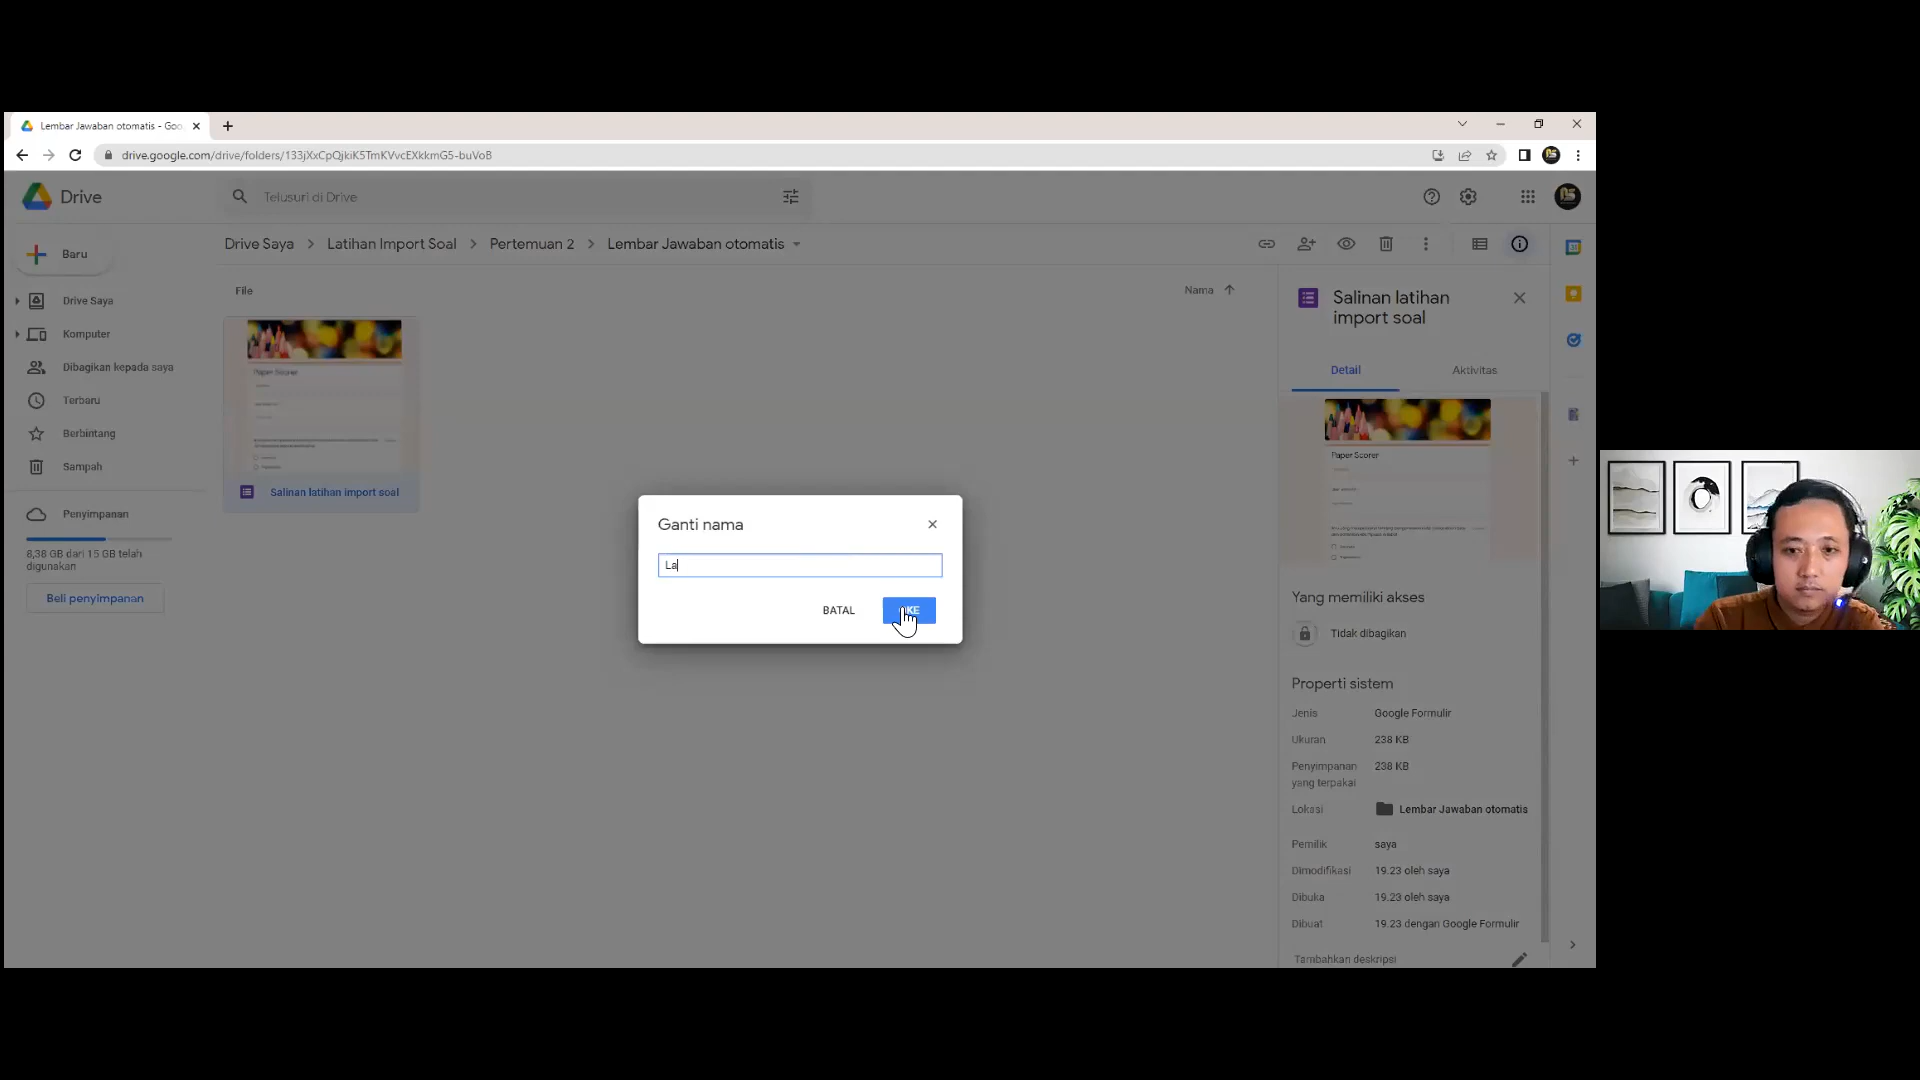 Lembar Jawaban otomatis - Goo
drive.google.com/drive/folders/133jXxCpQjkiK5TmKVvcEXkkmG5-buVoB
Drive
Telusuri di Drive
Baru
Drive Saya
Komputer
Dibagikan kepada saya
Terbaru
Berbintang
Sampah
Penyimpanan
8,38 GB dari 15 GB telah
digunakan
Beli penyimpanan
Drive Saya > Latihan Import Soal > Pertemuan 2 > Lembar Jawaban otomatis
File
Nama
Paper Scorer
Salinan latihan import soal
Ganti nama
La
BATAL
Salinan latihan
import soal
Detail
Aktivitas
Paper Scorer
Yang memiliki akses
Tidak dibagikan
Properti sistem
Jenis Google Formulir
Ukuran 238 KB
Penyimpanan 238 KB
yang terpakai
Lokasi Lembar Jawaban otomatis
Pemilik saya
Dimodifikasi 19.23 oleh saya
Dibuka 19.23 oleh saya
Dibuat 19.23 dengan Google Formulir
Tambahkan deskripsi